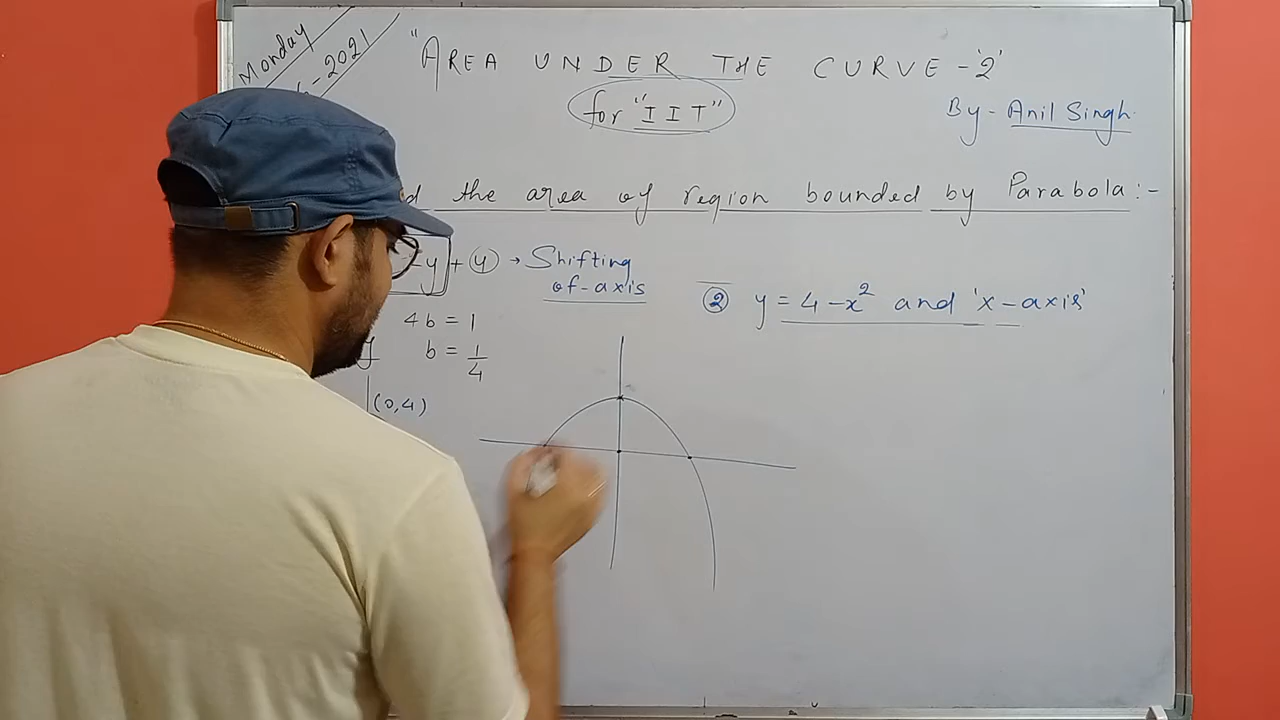 Monday
-2021
"AREA UNDER THE CURVE - '2'
for "IIT"
By - Anil Singh
the area of region bounded by Parabola :-
-y + 4 → Shifting
of-axis
② y = 4 - x² and 'x - axis'
4b = 1
b = 1/4
(0,4)